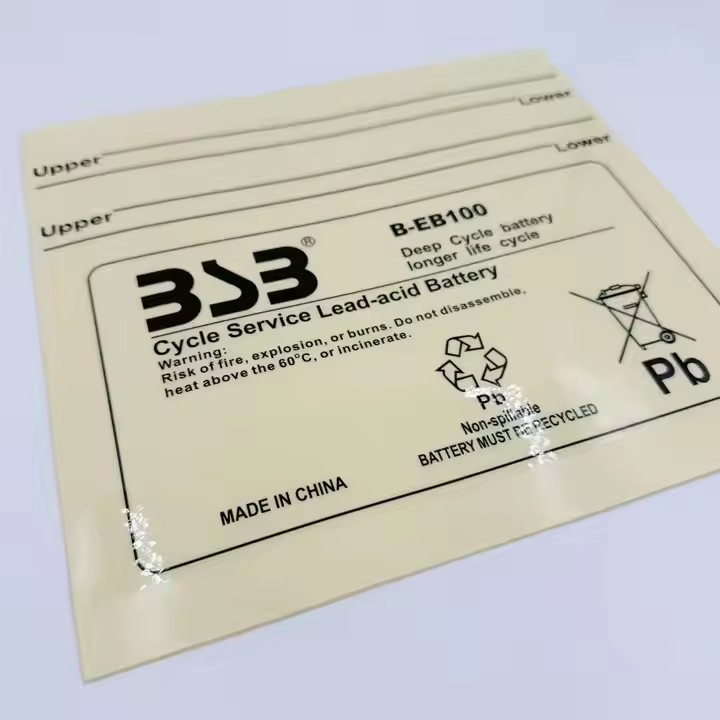 Lower
Upper
Lower
Upper
BSB®
B-EB100
Deep Cycle battery
longer life cycle
Cycle Service Lead-acid Battery
Warning:
Risk of fire, explosion, or burns. Do not disassemble,
heat above the 60°C, or incinerate.
Pb
Pb
Non-spillable
BATTERY MUST BE RECYCLED
MADE IN CHINA